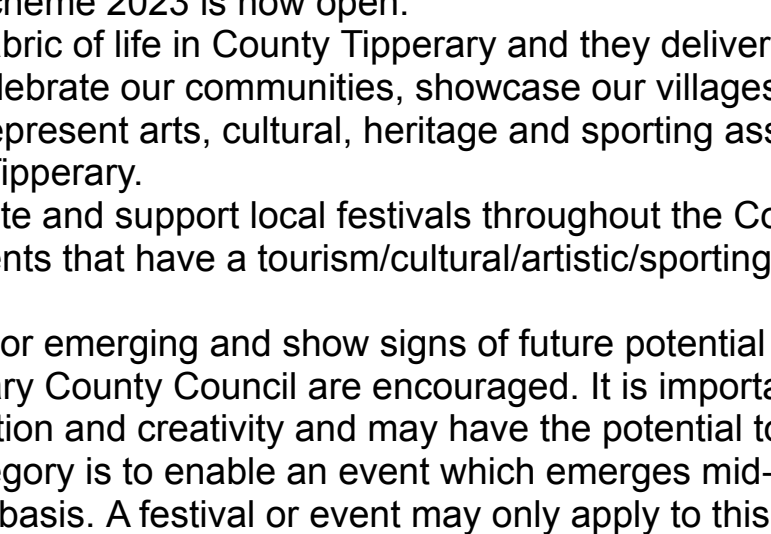 cheme 2023 is now open.
bric of life in County Tipperary and they deliver
lebrate our communities, showcase our villages
epresent arts, cultural, heritage and sporting ass
ipperary.
te and support local festivals throughout the Co
nts that have a tourism/cultural/artistic/sporting
or emerging and show signs of future potential
ary County Council are encouraged. It is importa
tion and creativity and may have the potential to
egory is to enable an event which emerges mid-
basis. A festival or event may only apply to this